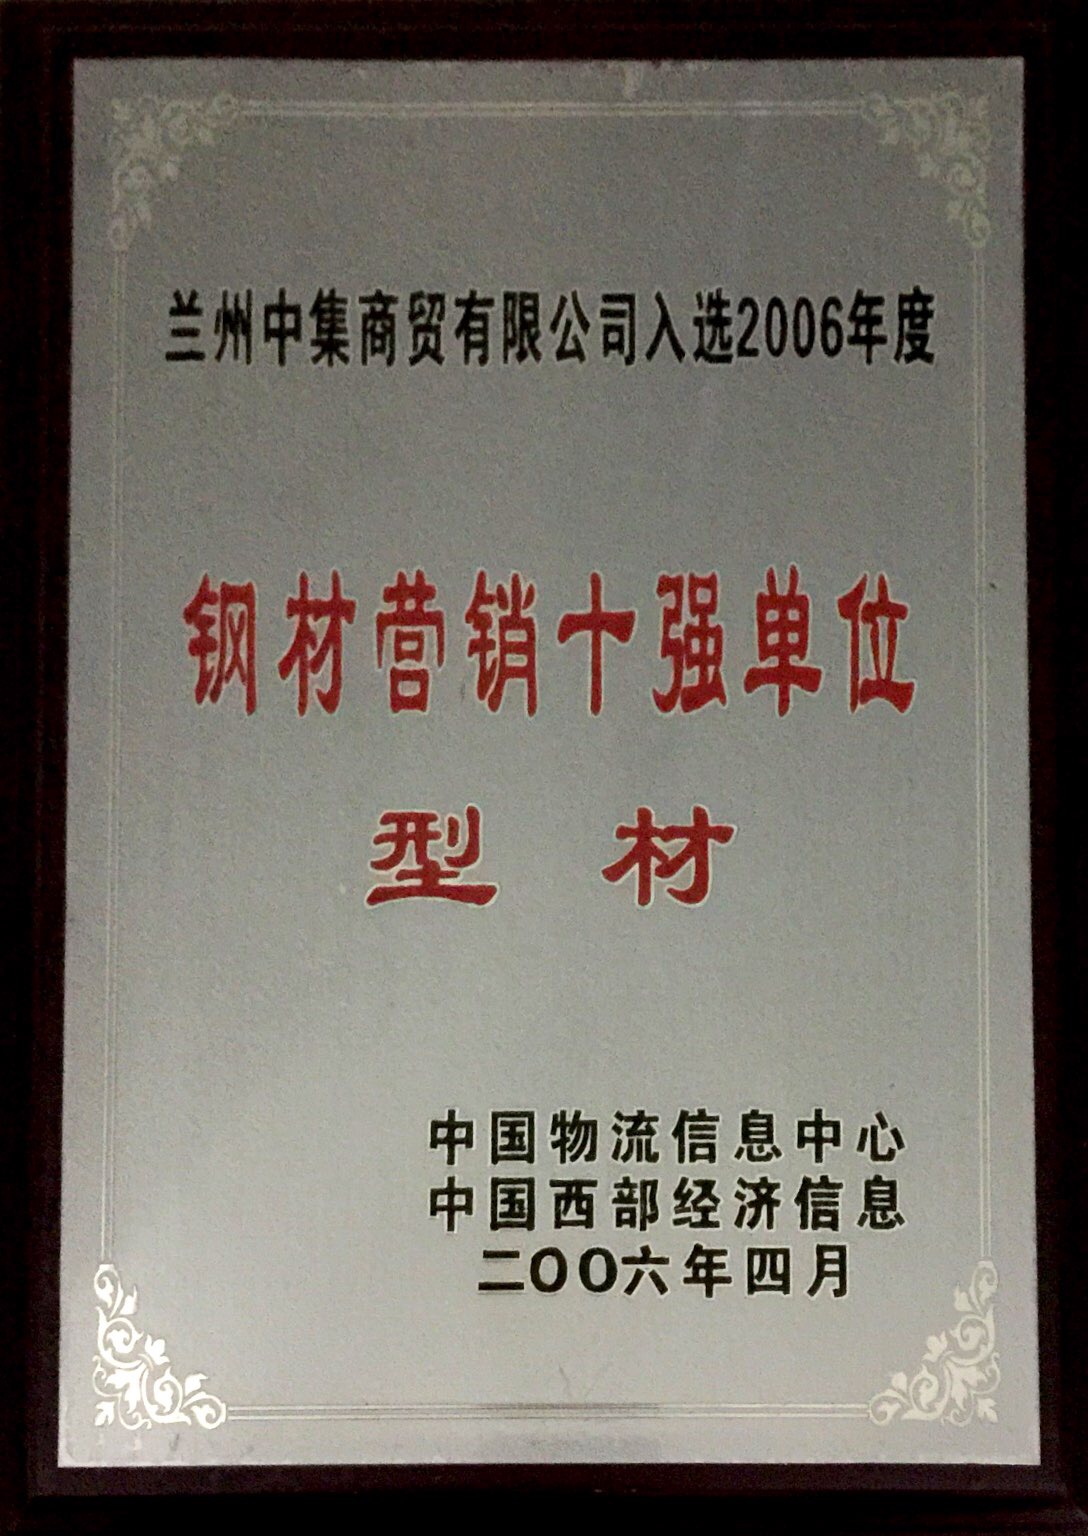 兰州中集商贸有限公司入选2006年度
钢材营销十强单位
型材
中国物流信息中心
中国西部经济信息
二〇〇六年四月